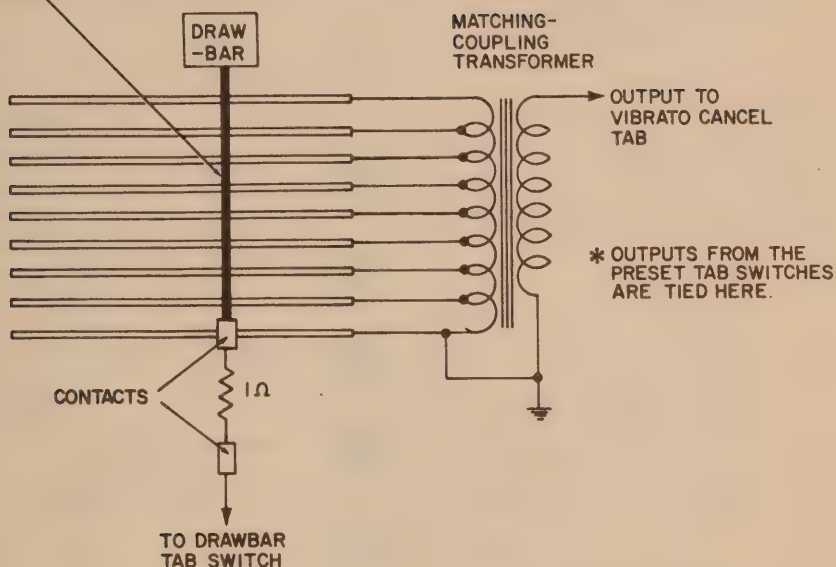 DRAW
-BAR
MATCHING-
COUPLING
TRANSFORMER
OUTPUT TO
VIBRATO CANCEL
TAB
* OUTPUTS FROM THE
PRESET TAB SWITCHES
ARE TIED HERE.
CONTACTS
1Ω
TO DRAWBAR
TAB SWITCH